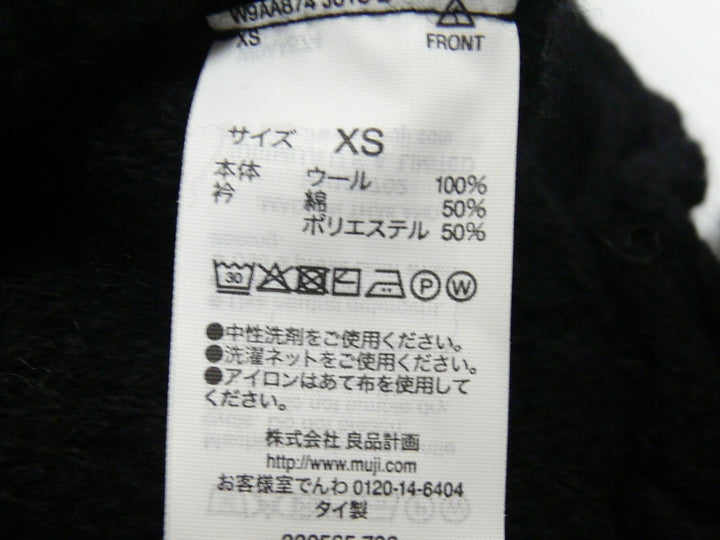 XS
FRONT
サイズ XS
本体 ウール 100%
衿 綿 50%
ポリエステル 50%
30
P W
●中性洗剤をご使用ください。
●洗濯ネットをご使用ください。
●アイロンはあて布を使用して
ください。
株式会社 良品計画
http://www.muji.com
お客様室でんわ 0120-14-6404
タイ製